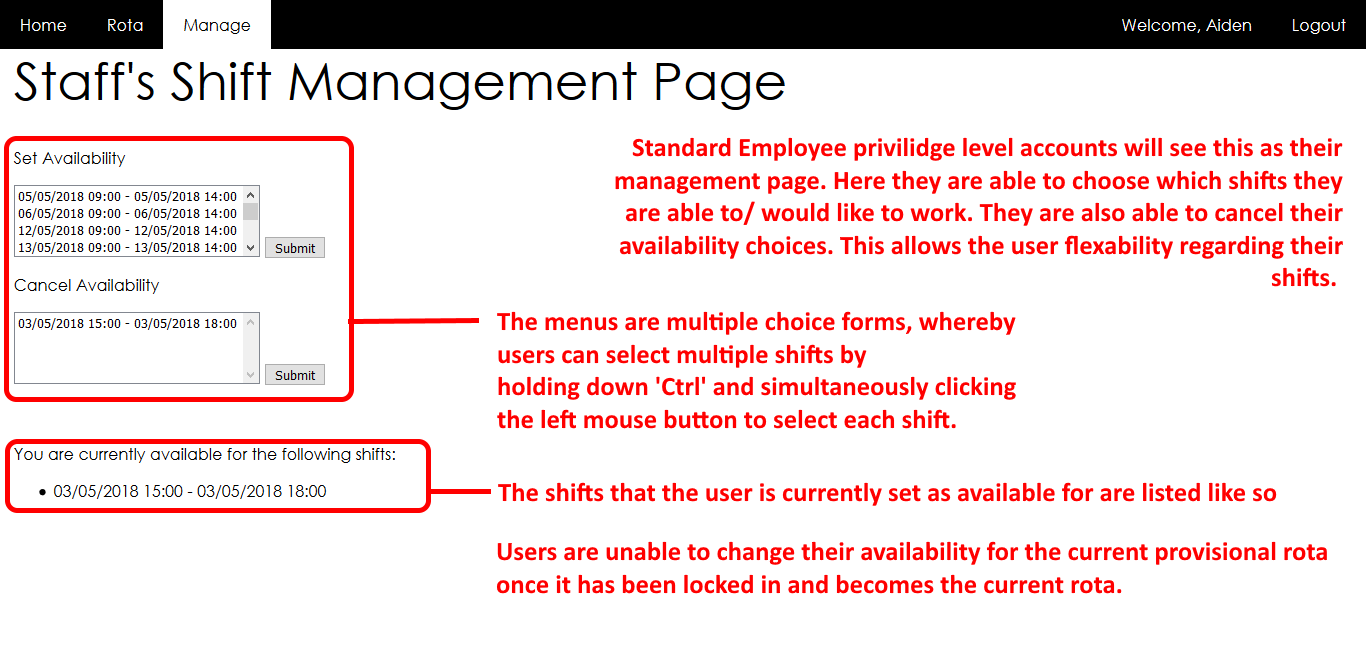 Home Rota Manage Welcome, Aiden Logout
Staff's Shift Management Page
Set Availability
05/05/2018 09:00 - 05/05/2018 14:00
06/05/2018 09:00 - 06/05/2018 14:00
12/05/2018 09:00 - 12/05/2018 14:00
13/05/2018 09:00 - 13/05/2018 14:00
Submit
Cancel Availability
03/05/2018 15:00 - 03/05/2018 18:00
Submit
Standard Employee privilidge level accounts will see this as their
management page. Here they are able to choose which shifts they
are able to/ would like to work. They are also able to cancel their
availability choices. This allows the user flexability regarding their
shifts.
The menus are multiple choice forms, whereby
users can select multiple shifts by
holding down 'Ctrl' and simultaneously clicking
the left mouse button to select each shift.
You are currently available for the following shifts:
• 03/05/2018 15:00 - 03/05/2018 18:00
The shifts that the user is currently set as available for are listed like so
Users are unable to change their availability for the current provisional rota
once it has been locked in and becomes the current rota.